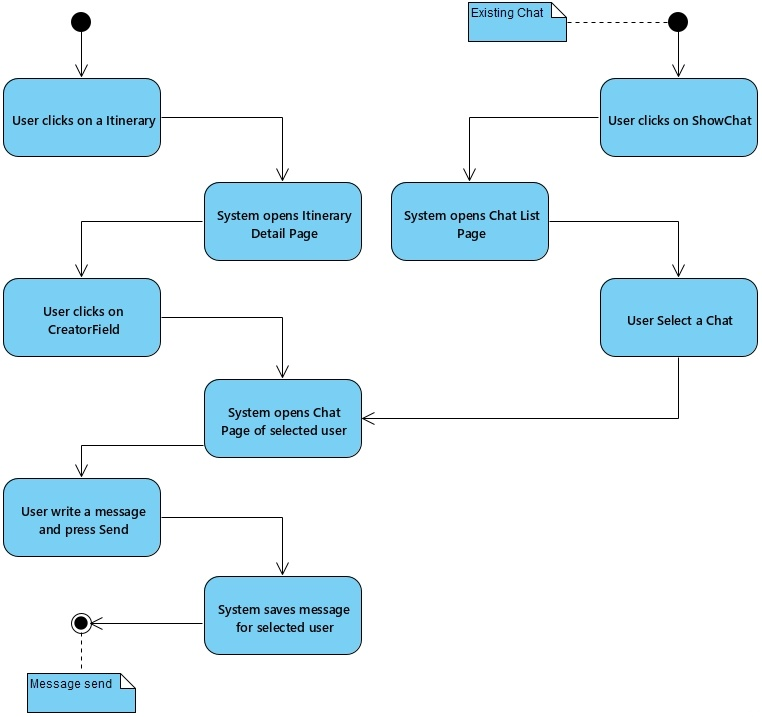 Existing Chat
User clicks on a Itinerary
User clicks on ShowChat
System opens Itinerary
Detail Page
System opens Chat List
Page
User clicks on
CreatorField
User Select a Chat
System opens Chat
Page of selected user
User write a message
and press Send
System saves message
for selected user
Message send